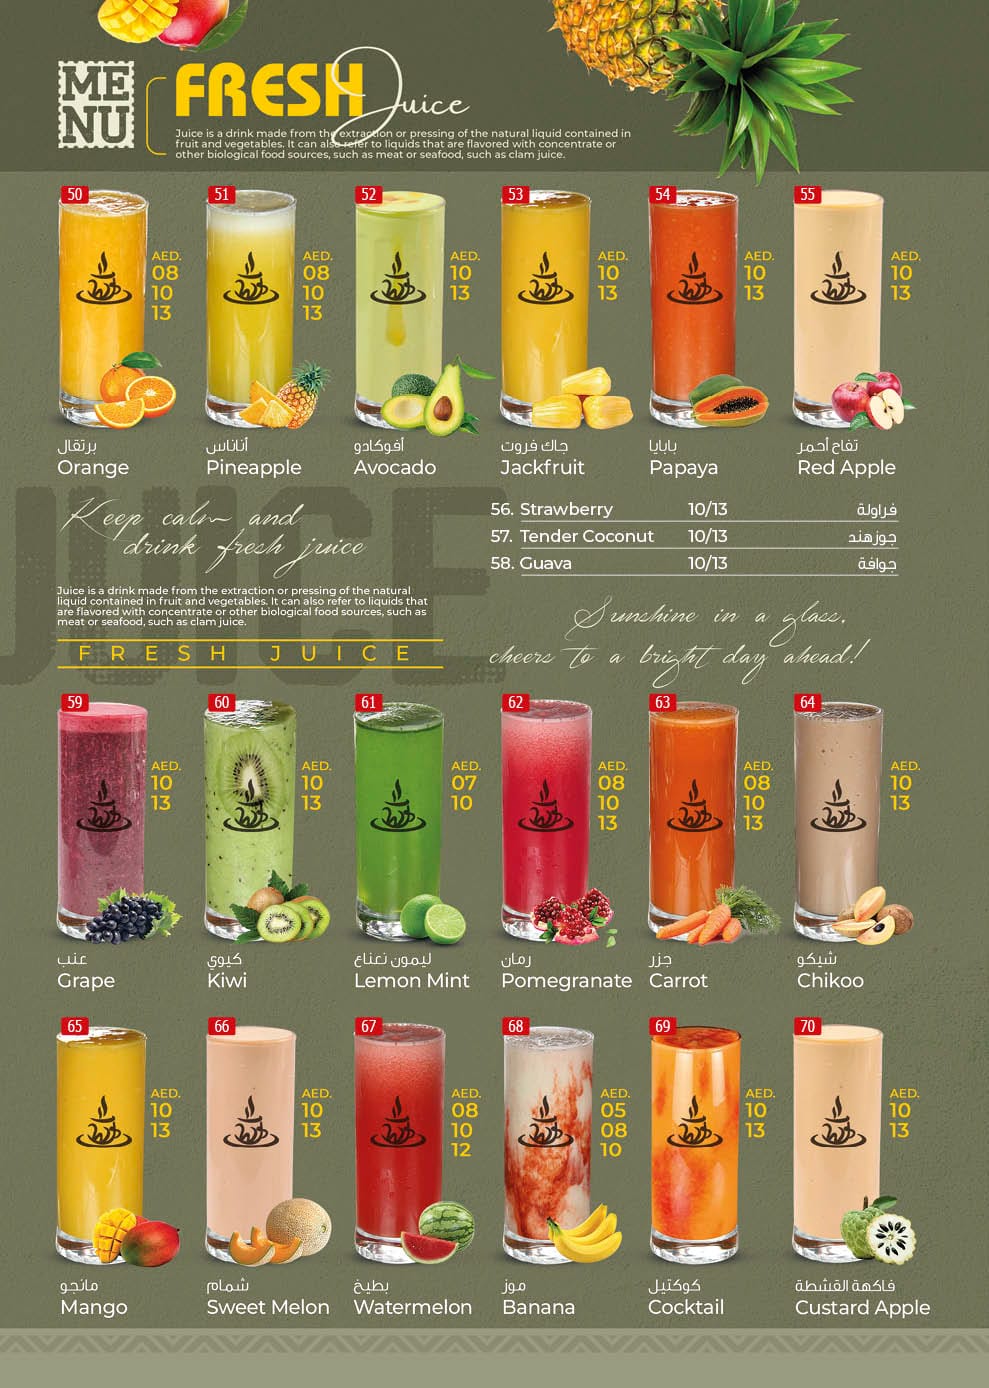 ME
NU
FRESH
Juice
Juice is a drink made from the extraction or pressing of the natural liquid contained in
fruit and vegetables. It can also refer to liquids that are flavored with concentrate or
other biological food sources, such as meat or seafood, such as clam juice.
50
AED.
08
10
13
برتقال
Orange
51
AED.
08
10
13
أناناس
Pineapple
52
AED.
10
13
أفوكادو
Avocado
53
AED.
10
13
جاك فروت
Jackfruit
54
AED.
10
13
بابايا
Papaya
55
AED.
10
13
تفاح أحمر
Red Apple
JUICE
Keep calm and
drink fresh juice
Juice is a drink made from the extraction or pressing of the natural
liquid contained in fruit and vegetables. It can also refer to liquids that
are flavored with concentrate or other biological food sources, such as
meat or seafood, such as clam juice.
FRESH JUICE
56. Strawberry 10/13 فراولة
57. Tender Coconut 10/13 جوزهند
58. Guava 10/13 جوافة
Sunshine in a glass,
cheers to a bright day ahead!
59
AED.
10
13
عنب
Grape
60
AED.
10
13
كيوي
Kiwi
61
AED.
07
10
ليمون نعناع
Lemon Mint
62
AED.
08
10
13
رمان
Pomegranate
63
AED.
08
10
13
جزر
Carrot
64
AED.
10
13
شيكو
Chikoo
65
AED.
10
13
مانجو
Mango
66
AED.
10
13
شمام
Sweet Melon
67
AED.
08
10
12
بطيخ
Watermelon
68
AED.
05
08
10
موز
Banana
69
AED.
10
13
كوكتيل
Cocktail
70
AED.
10
13
فاكهة القشطة
Custard Apple